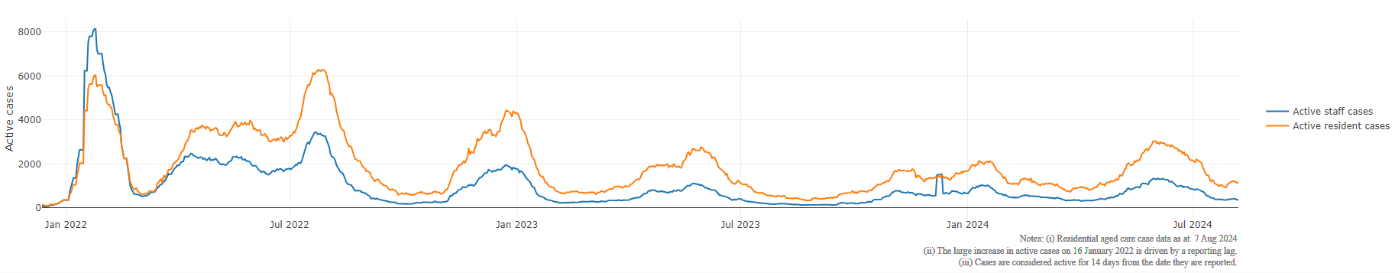 8000
6000
4000
2000
0
Active cases
Jan 2022
Jul 2022
Jan 2023
Jul 2023
Jan 2024
Jul 2024
Active staff cases
Active resident cases
Notes: (i) Residential aged care case data as at 7 Aug 2024
(ii) The large increase in active cases on 16 January 2022 is driven by a reporting lag.
(iii) Cases are considered active for 14 days from the date they are reported.